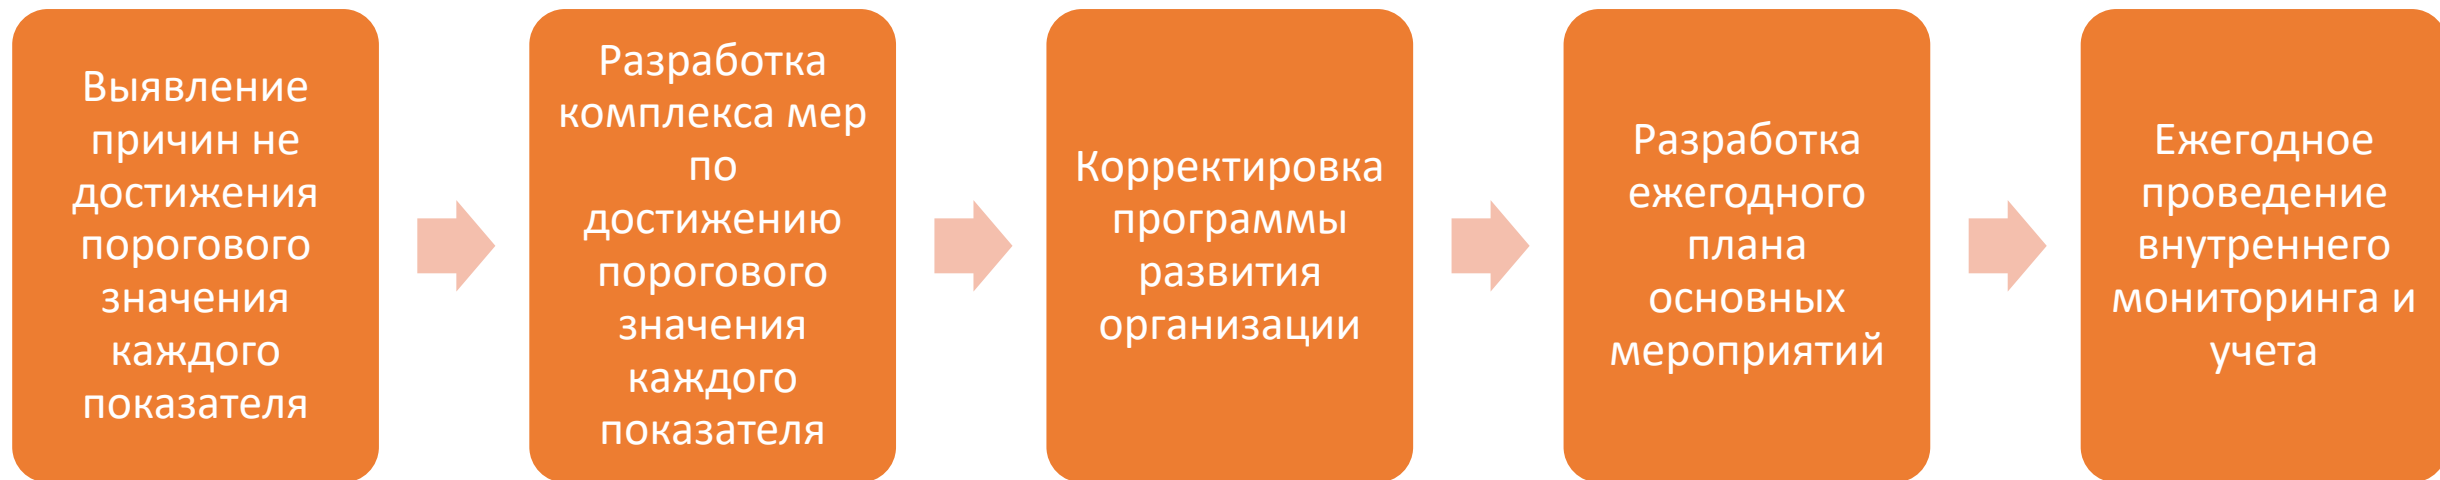 Выявление
причин не
достижения
порогового
значения
каждого
показателя
Разработка
комплекса мер
по
достижению
порогового
значения
каждого
показателя
Корректировка
программы
развития
организации
Разработка
ежегодного
плана
основных
мероприятий
Ежегодное
проведение
внутреннего
мониторинга и
учета